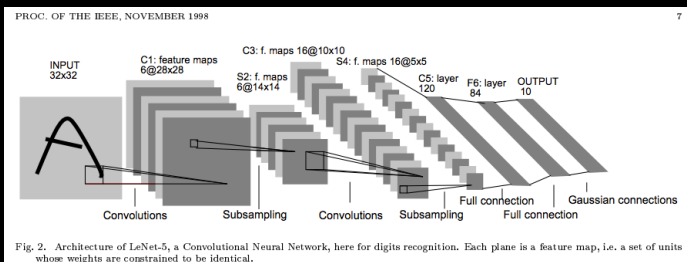 PROC. OF THE IEEE, NOVEMBER 1998 7
INPUT
32x32
C1: feature maps
6@28x28
C3: f. maps 16@10x10
S2: f. maps
6@14x14
S4: f. maps 16@5x5
C5: layer
120
F6: layer
84
OUTPUT
10
Convolutions
Subsampling
Convolutions
Subsampling
Full connection
Full connection
Gaussian connections
Fig. 2. Architecture of LeNet-5, a Convolutional Neural Network, here for digits recognition. Each plane is a feature map, i.e. a set of units
whose weights are constrained to be identical.